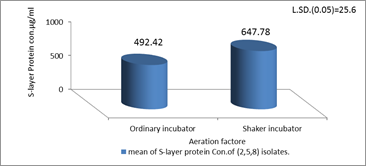 L.SD.(0.05)=25.6
S-layer Protein con.µg/ml
1000
500
0
492.42
647.78
Ordinary incubator
Shaker incubator
Aeration factore
mean of S-layer protein Con.of (2,5,8) isolates.